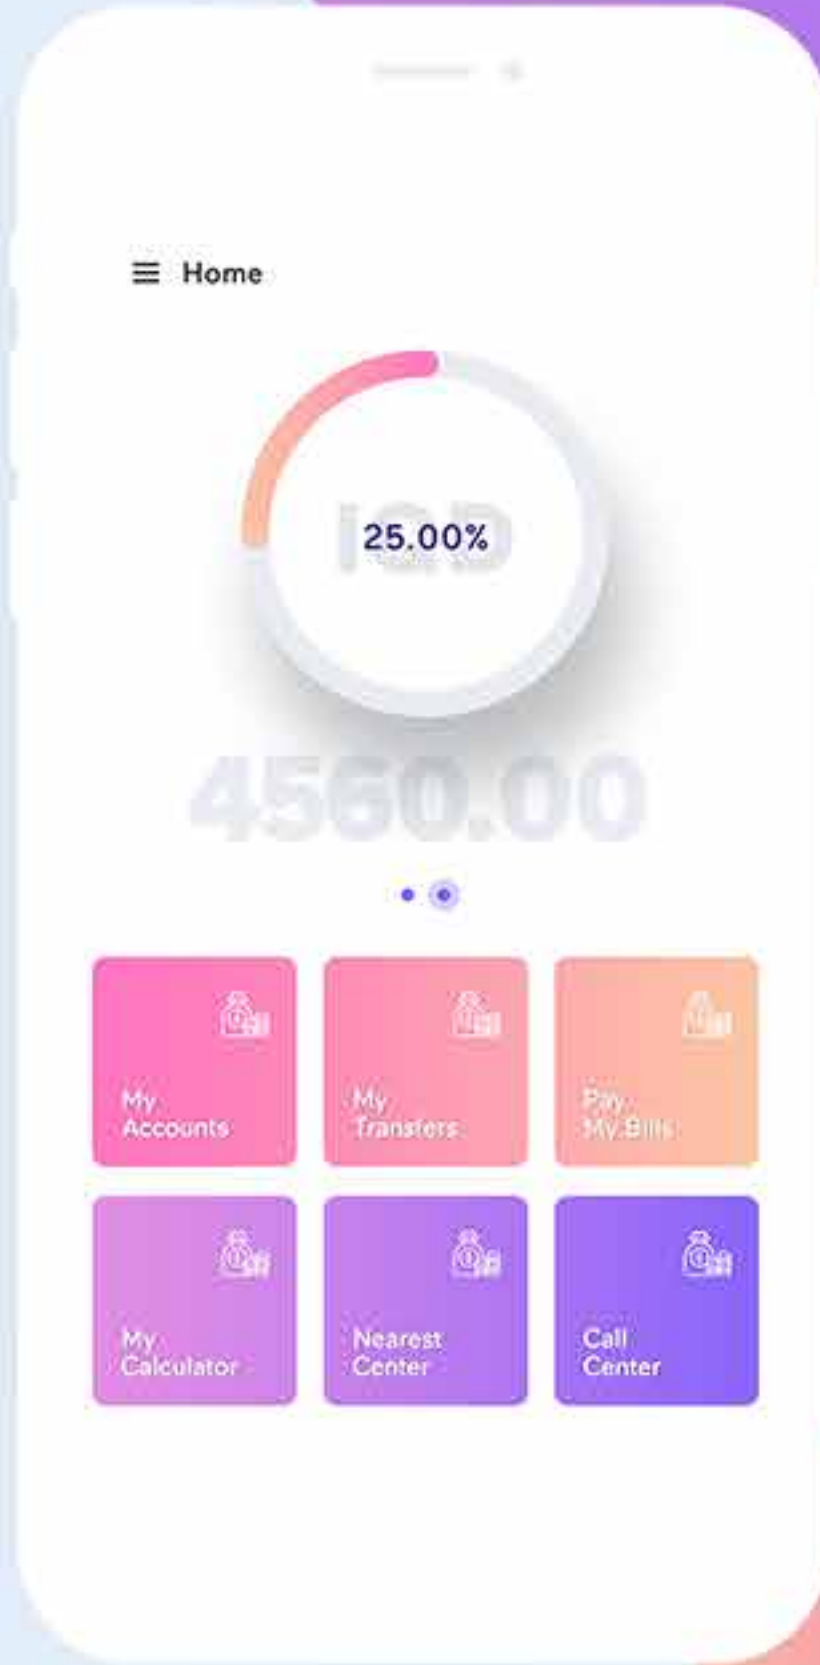 Home
25.00%
4560.00
My
Accounts
My
Transfers
Pay
My Bills
My
Calculator
Nearest
Center
Call
Center